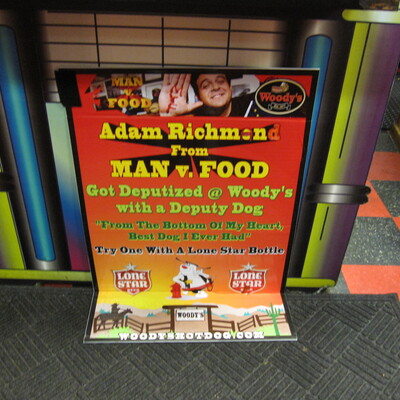 MAN
v.
FOOD
Woody's
Adam Richmond
From
MAN v. FOOD
Got Deputized @ Woody's
with a Deputy Dog
"From The Bottom Of My Heart,
Best Dog I Ever Had"
Try One With A Lone Star Bottle
LONE STAR
LONE STAR
WOODY'S
WOODYSHOTDOG.COM